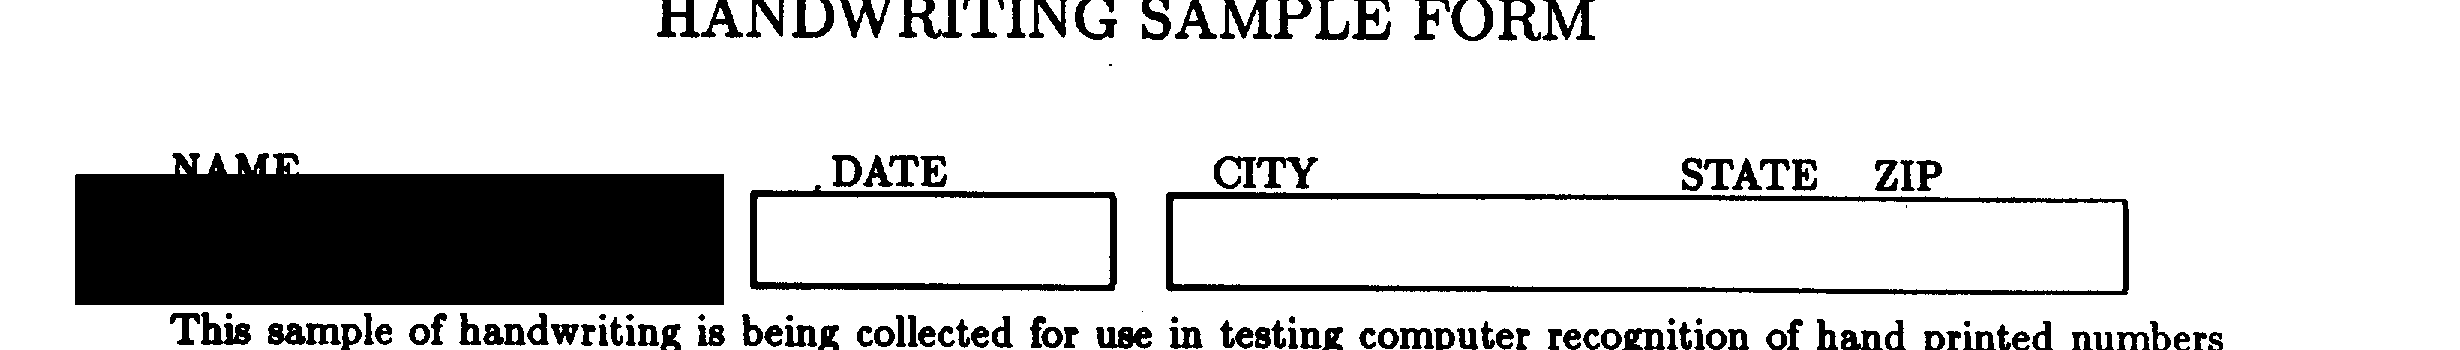 HANDWRITING SAMPLE FORM
NAME DATE CITY STATE ZIP
This sample of handwriting is being collected for use in testing computer recognition of hand printed numbers